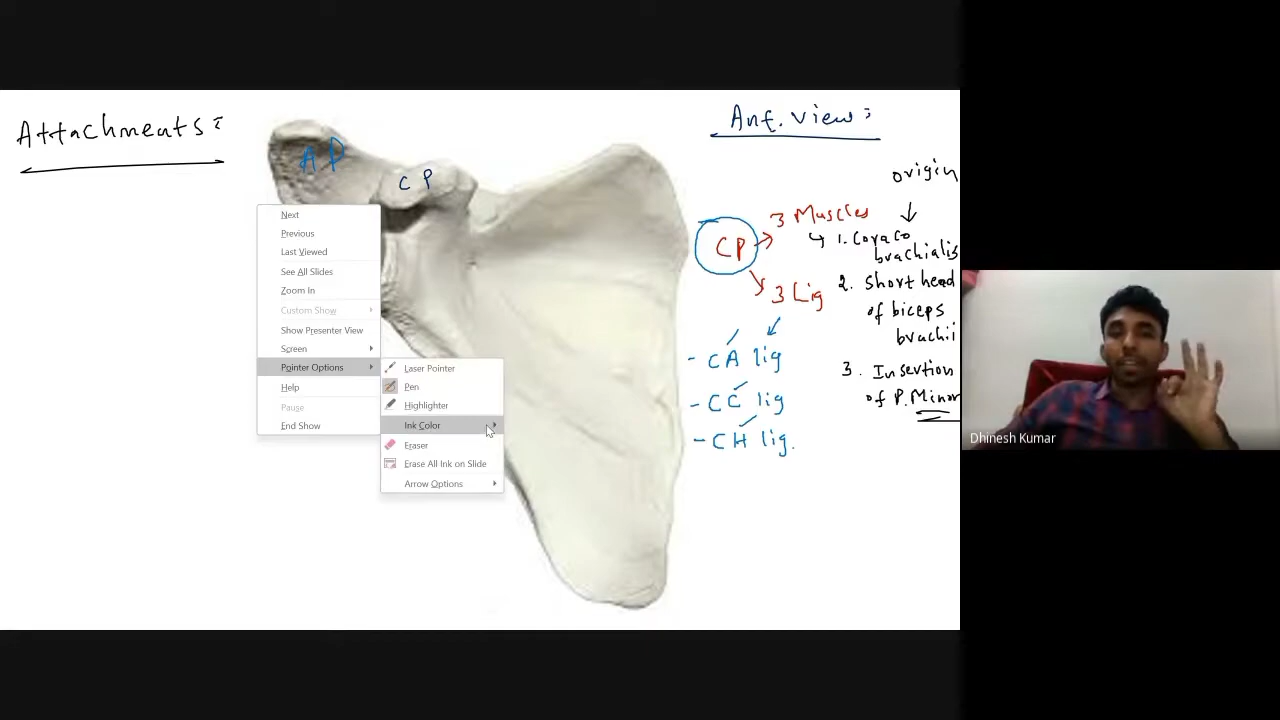 Attachments:
Ant. view:
AP
CP
origin
CP
3 Muscles
1. Coraco
brachialis
2. Short head
of biceps
brachii
3. Insertion
of P. Minor
3 Lig
- CA lig
- CC lig
- CH lig.
Next
Previous
Last Viewed
See All Slides
Zoom In
Custom Show
Show Presenter View
Screen
Pointer Options
Help
Pause
End Show
Laser Pointer
Pen
Highlighter
Ink Color
Eraser
Erase All Ink on Slide
Arrow Options
Dhinesh Kumar